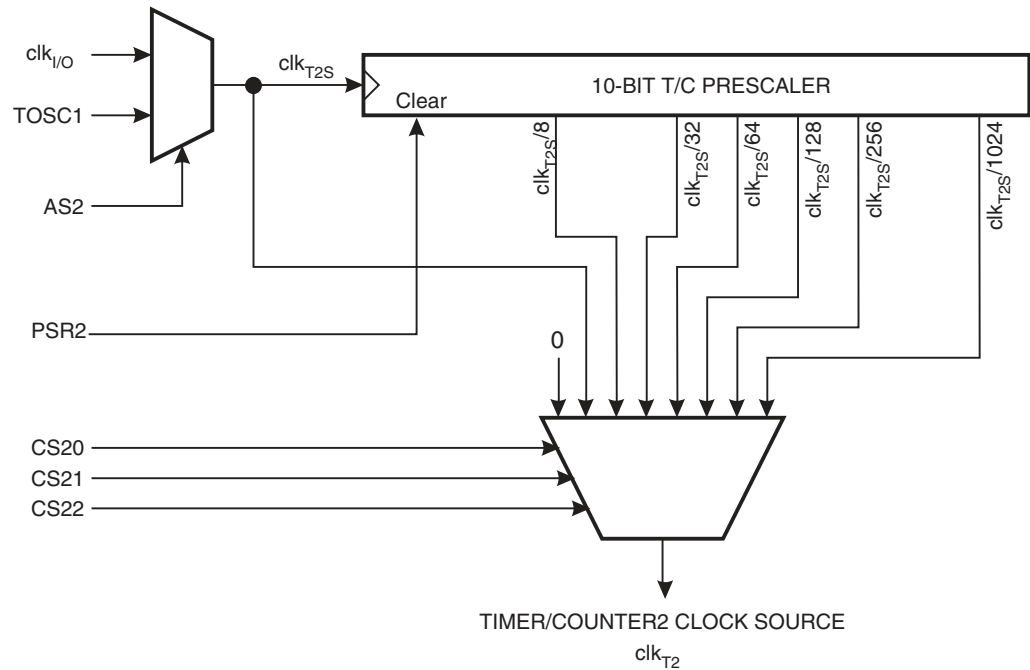 clkI/O
TOSC1
AS2
PSR2
clkT2S
10-BIT T/C PRESCALER
Clear
clkT2S/8
clkT2S/32
clkT2S/64
clkT2S/128
clkT2S/256
clkT2S/1024
0
CS20
CS21
CS22
TIMER/COUNTER2 CLOCK SOURCE
clkT2